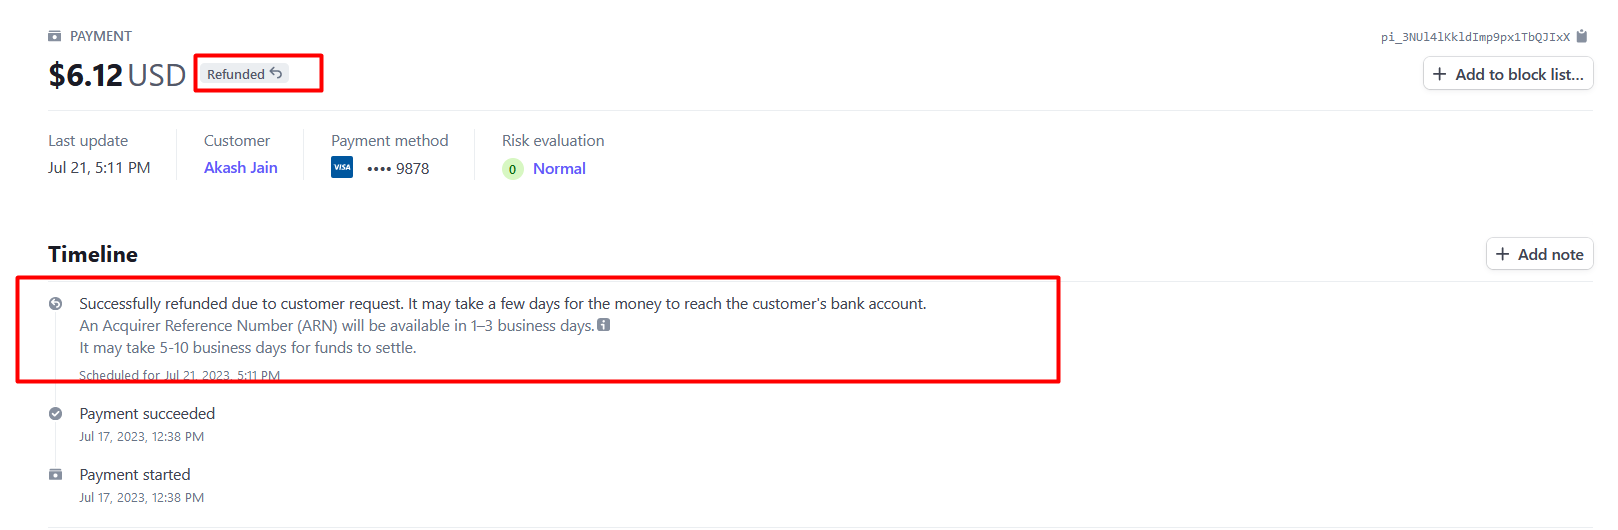 PAYMENT
pi_3NUl4lKkldImp9px1TbQJIxX
$6.12 USD Refunded
+ Add to block list...
Last update
Customer
Payment method
Risk evaluation
Jul 21, 5:11 PM
Akash Jain
VISA •••• 9878
0 Normal
Timeline
+ Add note
Successfully refunded due to customer request. It may take a few days for the money to reach the customer's bank account.
An Acquirer Reference Number (ARN) will be available in 1–3 business days.
It may take 5-10 business days for funds to settle.
Scheduled for Jul 21, 2023, 5:11 PM
Payment succeeded
Jul 17, 2023, 12:38 PM
Payment started
Jul 17, 2023, 12:38 PM